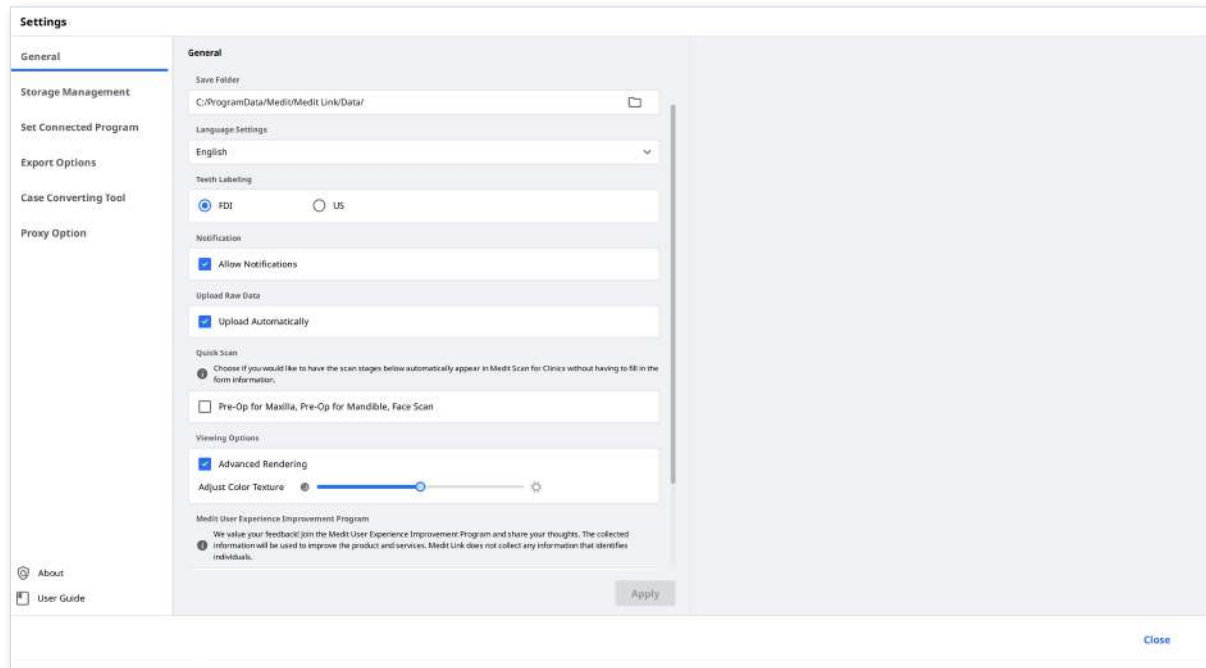 Settings
General
Storage Management
Set Connected Program
Export Options
Case Converting Tool
Proxy Option
About
User Guide
General
Save Folder
C:/ProgramData/Medit/Medit Link/Data/
Language Settings
English
Teeth Labeling
FDI
US
Notification
Allow Notifications
Upload Raw Data
Upload Automatically
Quick Scan
Choose if you would like to have the scan stages below automatically appear in Medit Scan for Clinics without having to fill in the
form information.
Pre-Op for Maxilla, Pre-Op for Mandible, Face Scan
Viewing Options
Advanced Rendering
Adjust Color Texture
Medit User Experience Improvement Program
We value your feedback! Join the Medit User Experience Improvement Program and share your thoughts. The collected
information will be used to improve the product and services. Medit Link does not collect any information that identifies
individuals.
Apply
Close